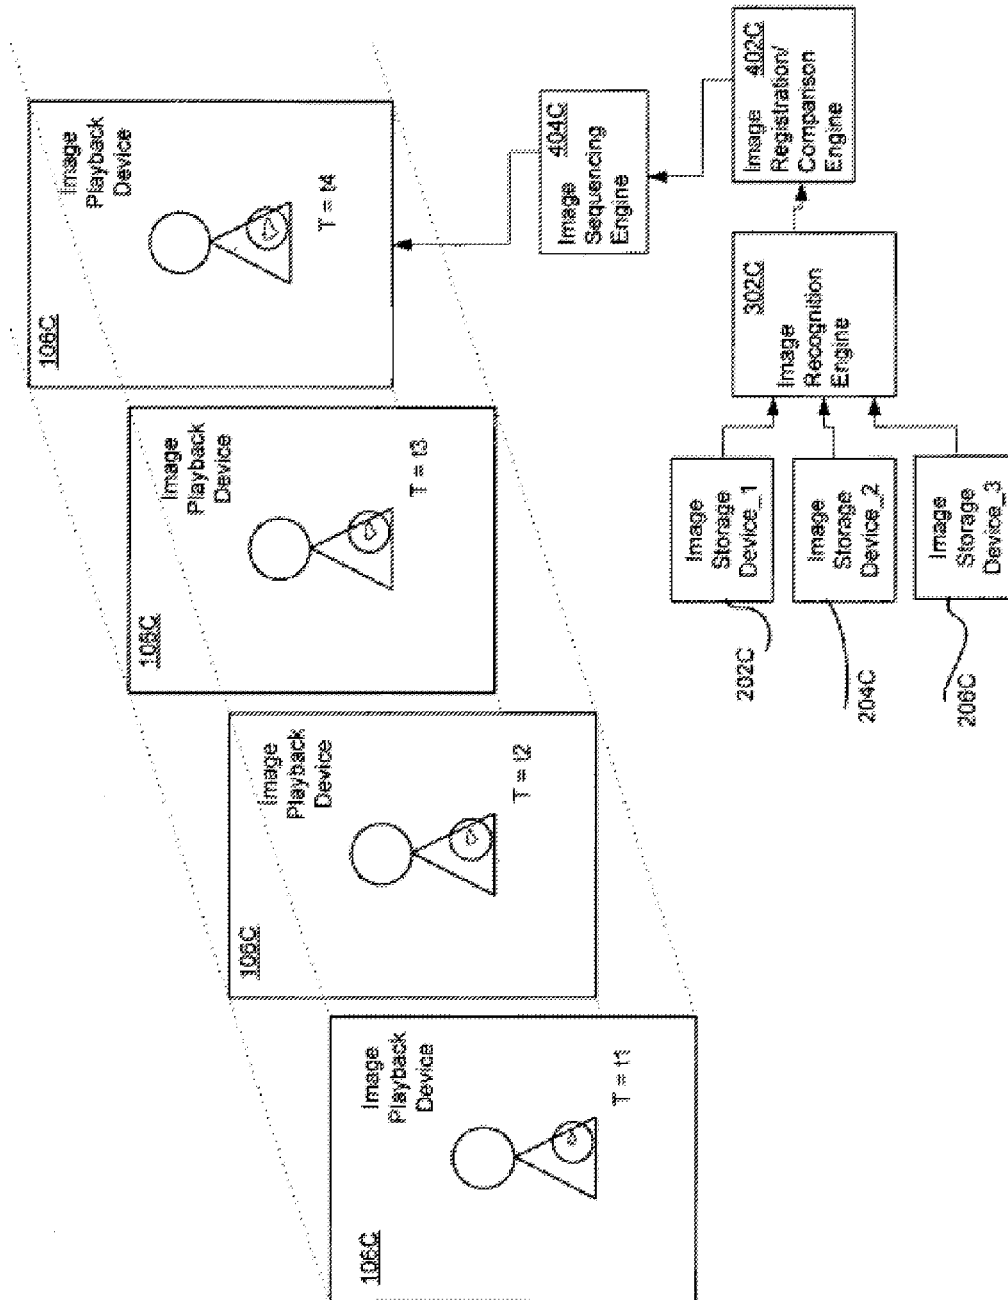 106C
Image
Playback
Device
T = t1
106C
Image
Playback
Device
T = t2
106C
Image
Playback
Device
T = t3
106C
Image
Playback
Device
T = t4
202C
Image
Storage
Device_1
204C
Image
Storage
Device_2
206C
Image
Storage
Device_3
302C
Image
Recognition
Engine
402C
Image
Registration/
Comparison
Engine
404C
Image
Sequencing
Engine